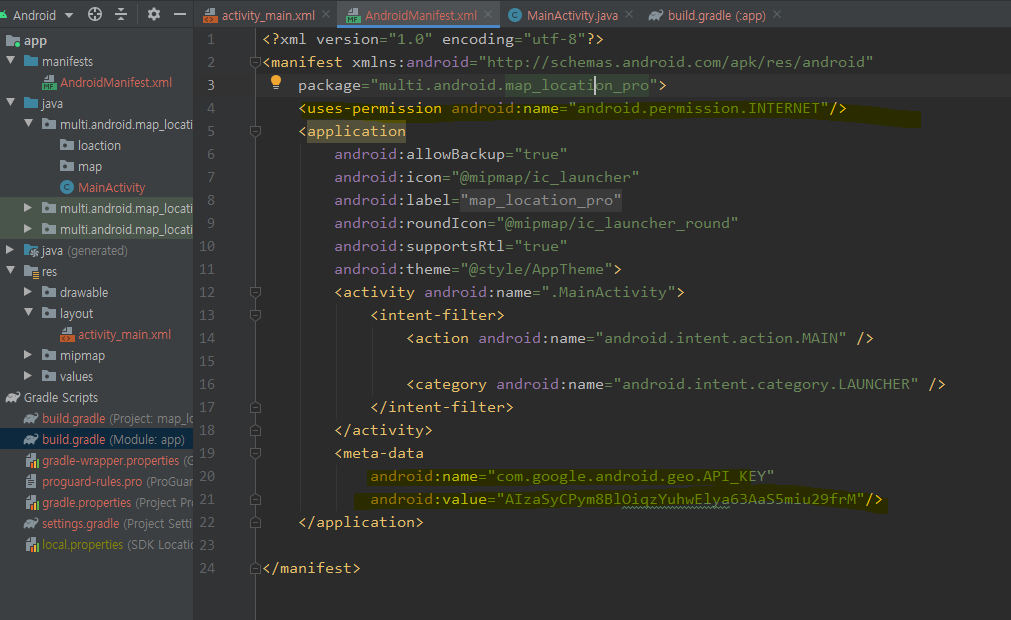 Android
activity_main.xml
AndroidManifest.xml
MainActivity.java
build.gradle (:app)
app
manifests
AndroidManifest.xml
java
multi.android.map_locati
loaction
map
MainActivity
multi.android.map_locati
multi.android.map_locati
java (generated)
res
drawable
layout
activity_main.xml
mipmap
values
Gradle Scripts
build.gradle (Project: map_lo
build.gradle (Module: app)
gradle-wrapper.properties (G
proguard-rules.pro (ProGuar
gradle.properties (Project Pro
settings.gradle (Project Setti
local.properties (SDK Locatio
1 <?xml version="1.0" encoding="utf-8"?>
2 <manifest xmlns:android="http://schemas.android.com/apk/res/android"
3 package="multi.android.map_location_pro">
4 <uses-permission android:name="android.permission.INTERNET"/>
5 <application
6 android:allowBackup="true"
7 android:icon="@mipmap/ic_launcher"
8 android:label="map_location_pro"
9 android:roundIcon="@mipmap/ic_launcher_round"
10 android:supportsRtl="true"
11 android:theme="@style/AppTheme">
12 <activity android:name=".MainActivity">
13 <intent-filter>
14 <action android:name="android.intent.action.MAIN" />
15
16 <category android:name="android.intent.category.LAUNCHER" />
17 </intent-filter>
18 </activity>
19 <meta-data
20 android:name="com.google.android.geo.API_KEY"
21 android:value="AIzaSyCPym8BlOiqzYuhwElya63AaS5miu29frM"/>
22 </application>
23
24 </manifest>